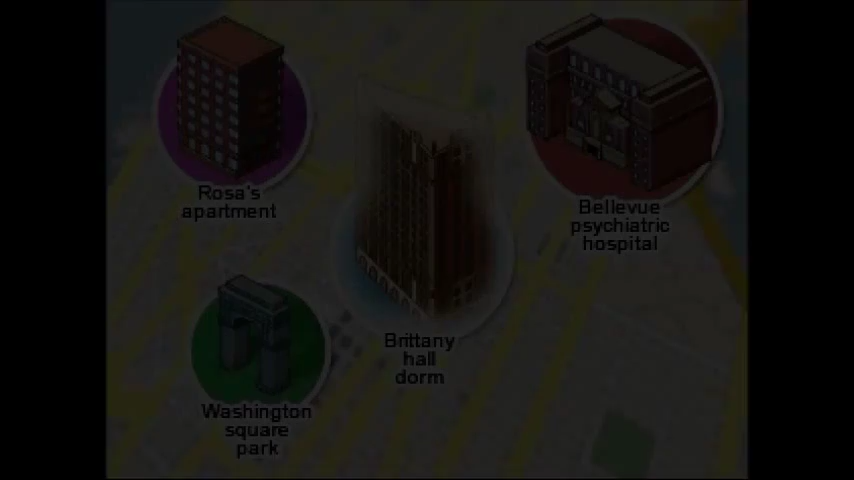 Rosa's
apartment
Bellevue
psychiatric
hospital
Brittany
hall
dorm
Washington
square
park